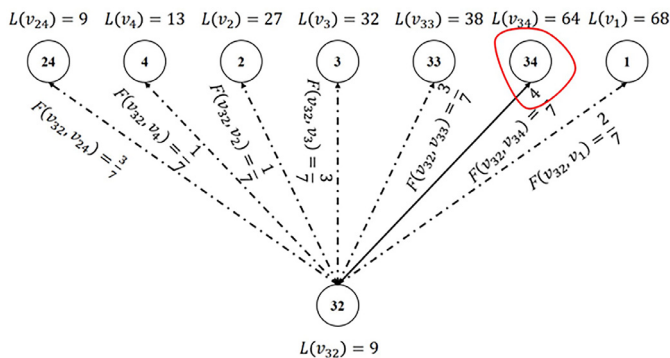 L(v₂₄) = 9 L(v₄) = 13 L(v₂) = 27 L(v₃) = 32 L(v₃₃) = 38 L(v₃₄) = 64 L(v₁) = 68
24 4 2 3 33 34 1
F(v₃₂, v₂₄) = 3/7
F(v₃₂, v₄) = 1/7
F(v₃₂, v₂) = 1/7
F(v₃₂, v₃) = 3/7
F(v₃₂, v₃₃) = 3/7
F(v₃₂, v₃₄) = 4/7
F(v₃₂, v₁) = 2/7
32
L(v₃₂) = 9